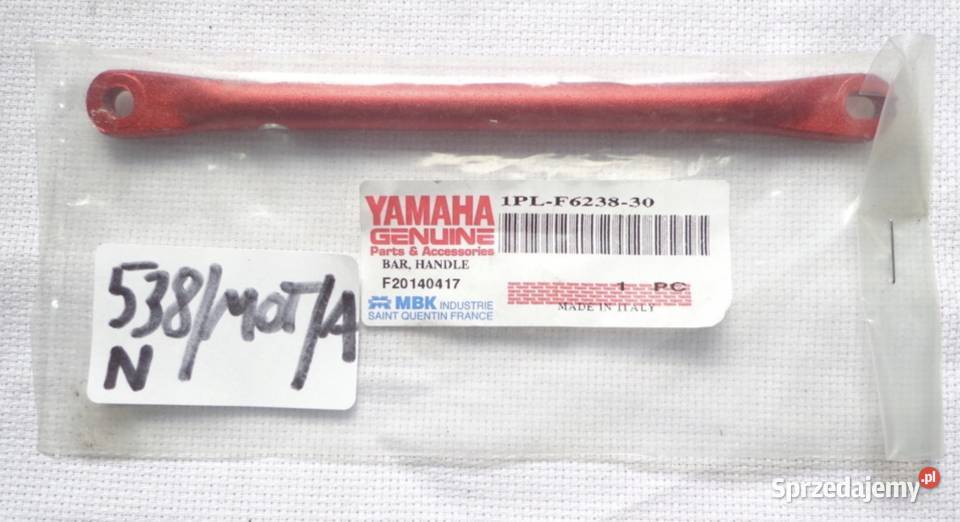 1PL-F6238-30
YAMAHA
GENUINE
Parts & Accessories
BAR, HANDLE
F20140417
1 PC
MADE IN ITALY
MBK INDUSTRIE
SAINT QUENTIN FRANCE
538/MOT/A
N
Sprzedajemy.pl